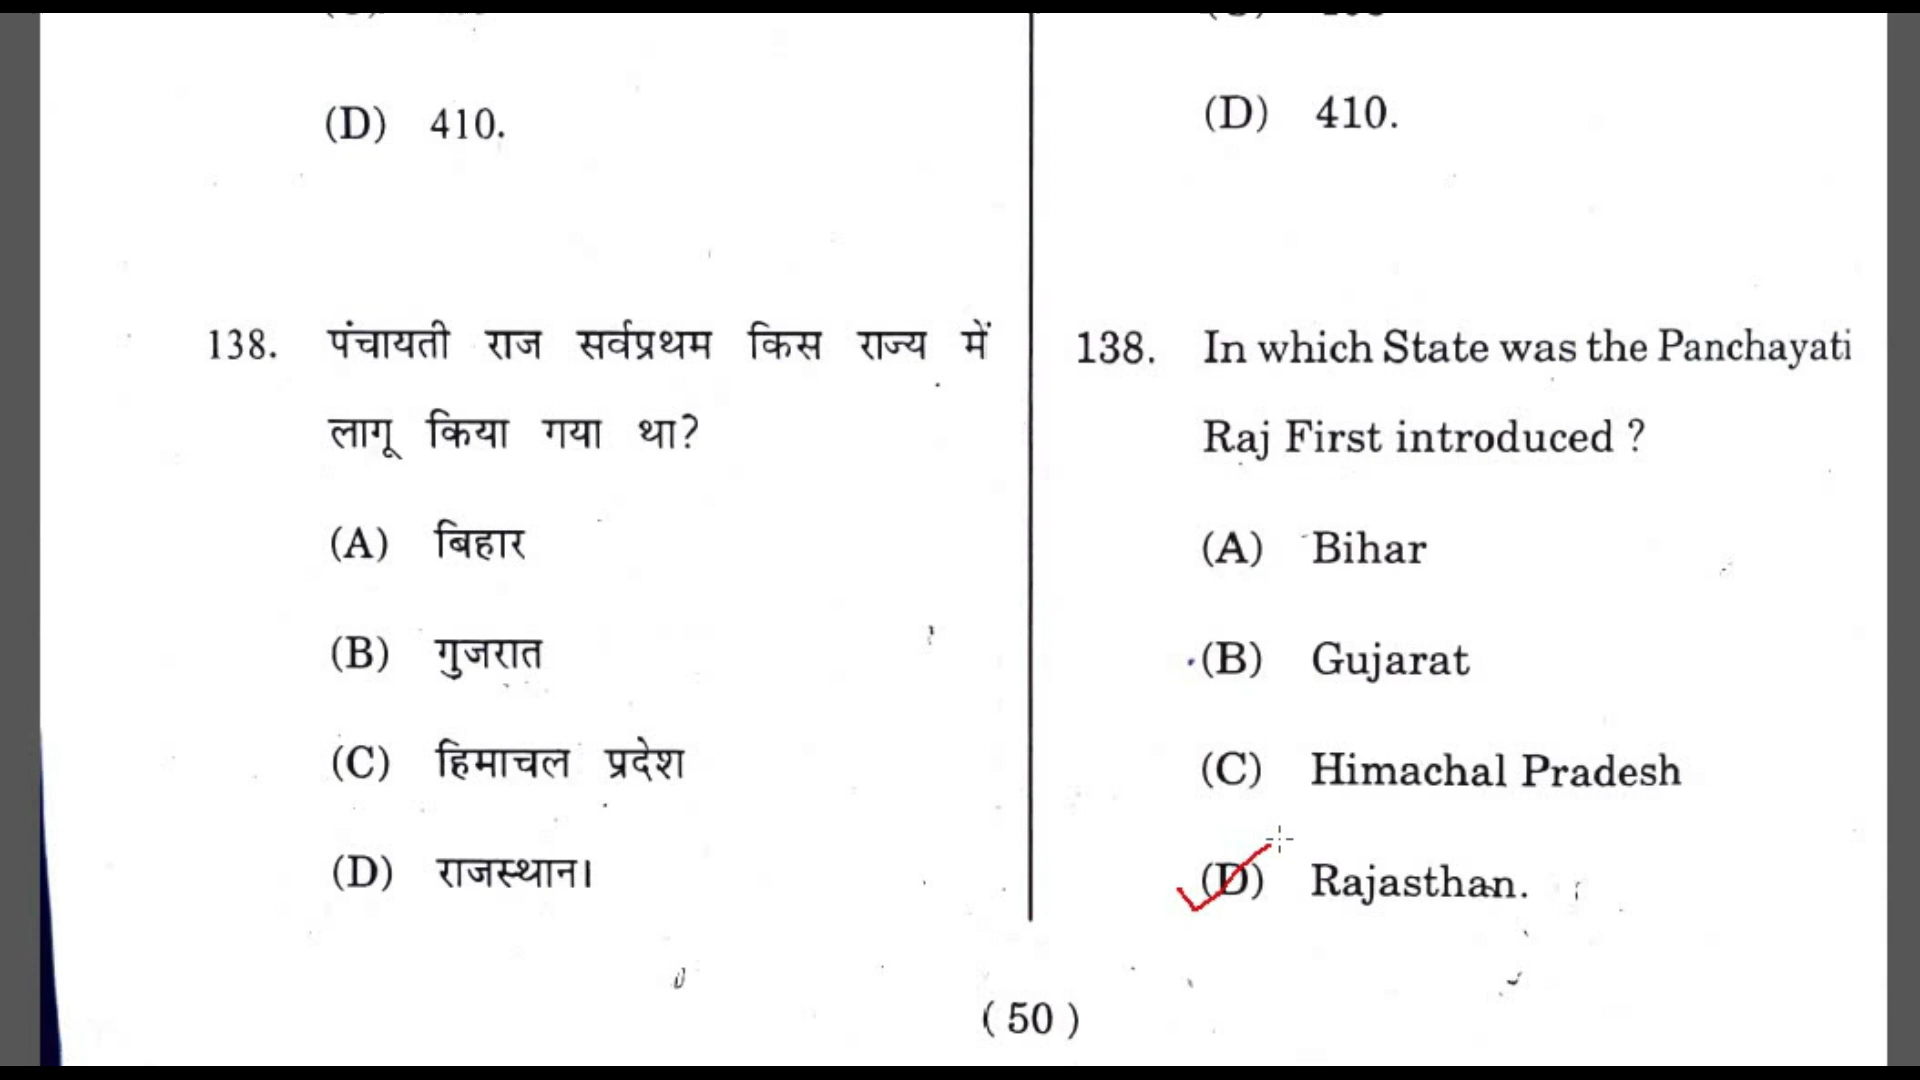 (D) 410.
138. पंचायती राज सर्वप्रथम किस राज्य में
लागू किया गया था?
(A) बिहार
(B) गुजरात
(C) हिमाचल प्रदेश
(D) राजस्थान।
(D) 410.
138. In which State was the Panchayati
Raj First introduced ?
(A) Bihar
(B) Gujarat
(C) Himachal Pradesh
(D) Rajasthan.
( 50 )